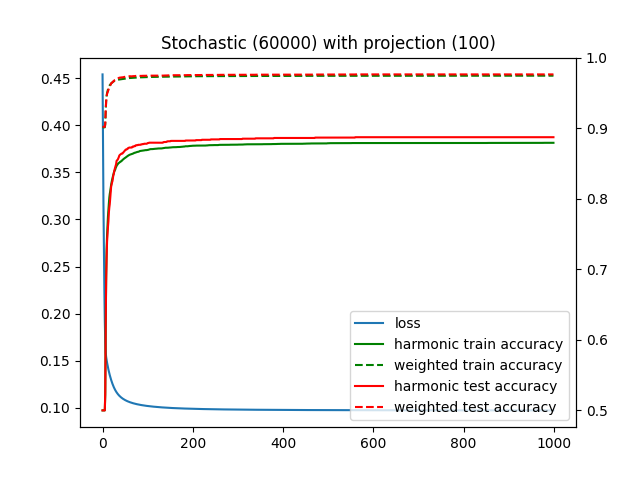 Stochastic (60000) with projection (100)
0.45
0.40
0.35
0.30
0.25
0.20
0.15
0.10
1.0
0.9
0.8
0.7
0.6
0.5
loss
harmonic train accuracy
weighted train accuracy
harmonic test accuracy
weighted test accuracy
0 200 400 600 800 1000